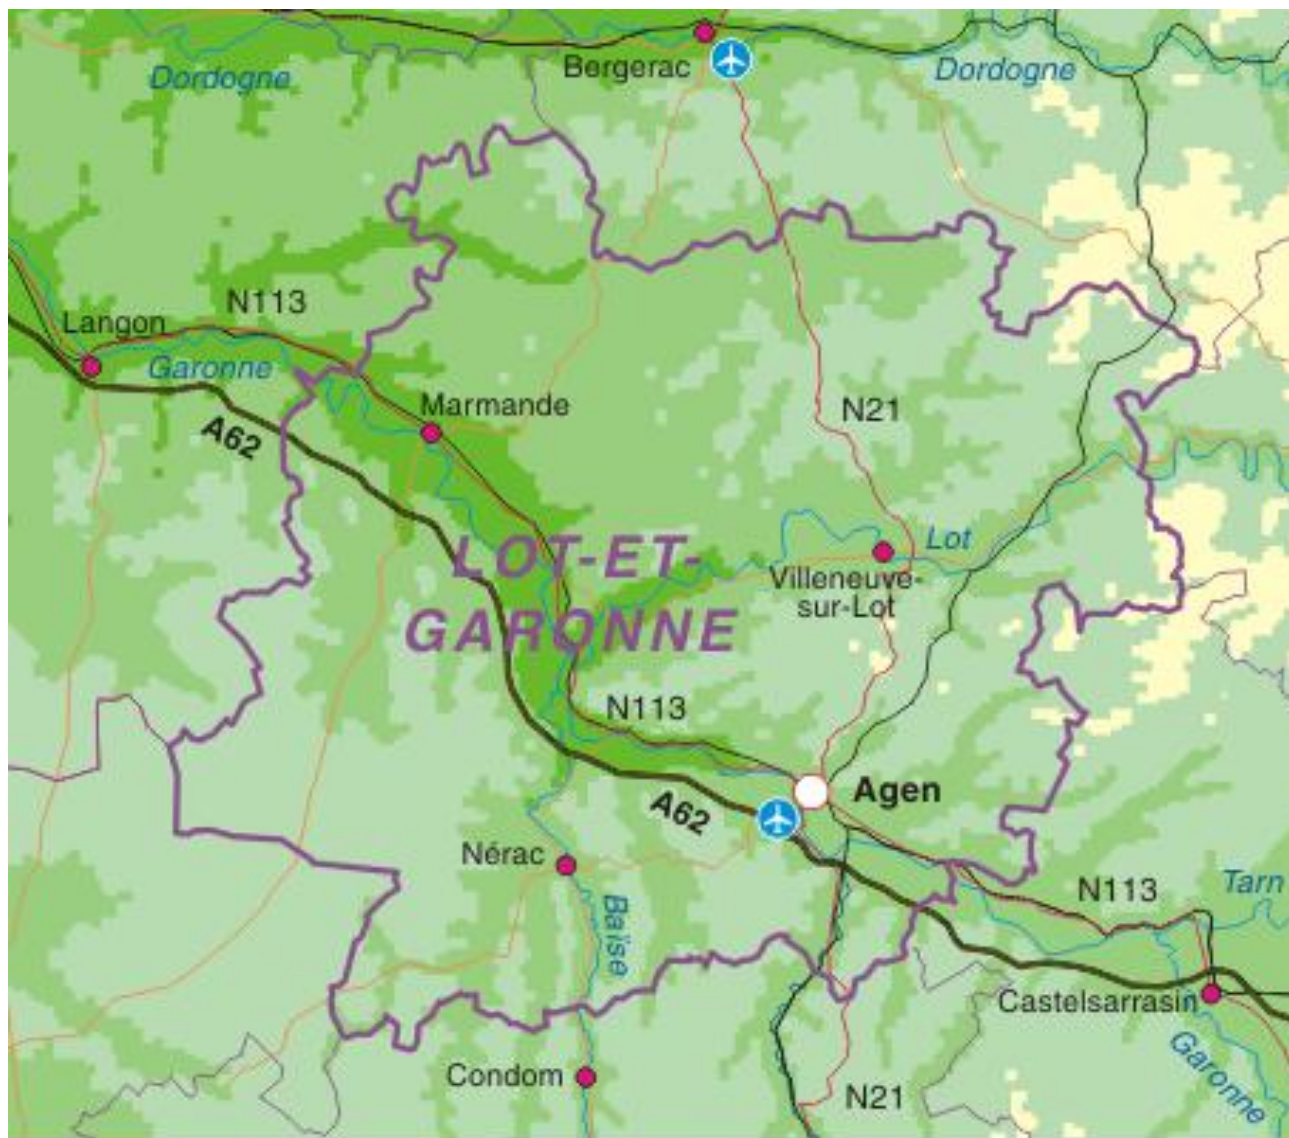 Bergerac
Dordogne
Dordogne
N113
Langon
Garonne
Marmande
A62
N21
LOT-ET-
GARONNE
Lot
Villeneuve-
sur-Lot
N113
Agen
A62
Nérac
N113
Tarn
Baïse
Castelsarrasin
Condom
Garonne
N21